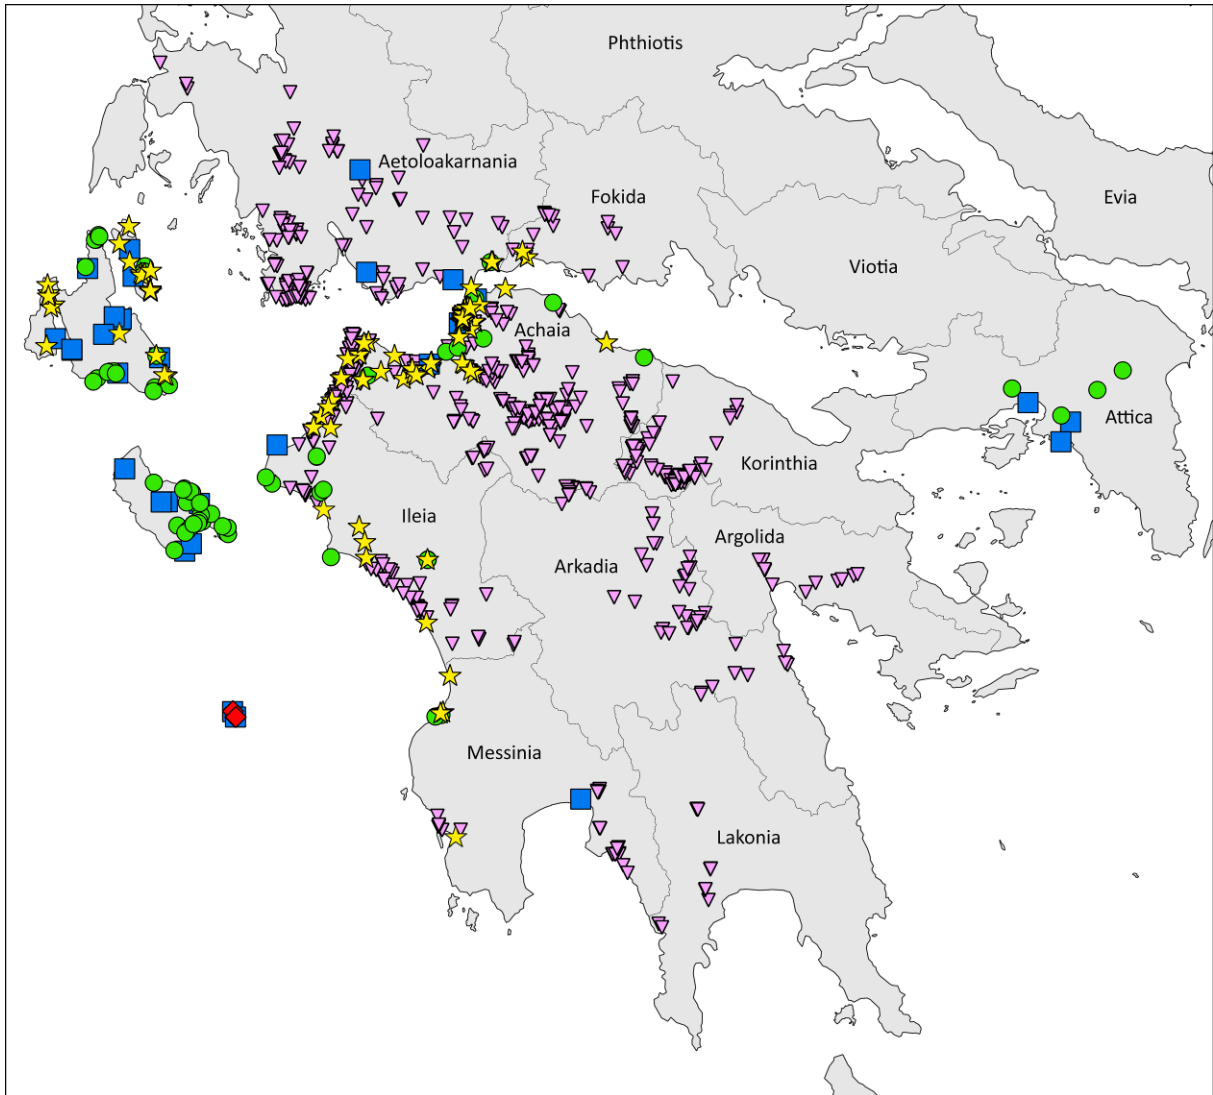 Phthiotis
Aetoloakarnania
Fokida
Evia
Viotia
Achaia
Attica
Korinthia
Ileia
Argolida
Arkadia
Messinia
Lakonia